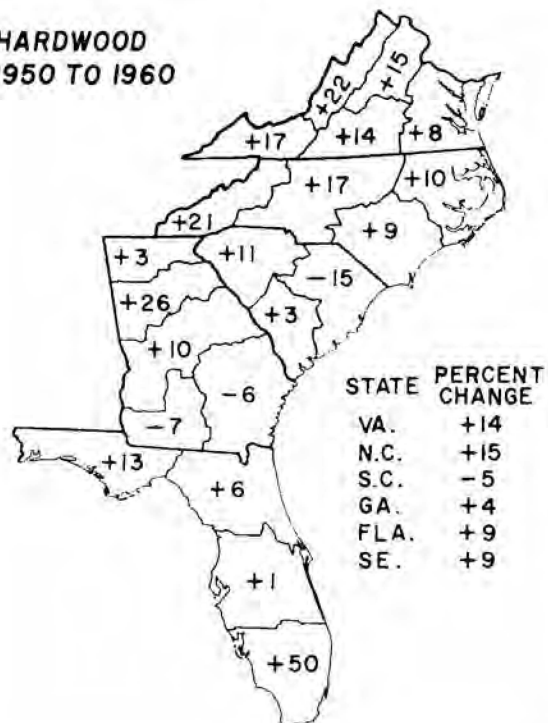 HARDWOOD
1950 TO 1960
+15
+22
+14
+8
+17
+17
+10
+21
+9
+3
+11
-15
+26
+3
+10
-6
-7
+13
+6
+1
+50
STATE PERCENT CHANGE
VA. +14
N.C. +15
S.C. -5
GA. +4
FLA. +9
SE. +9